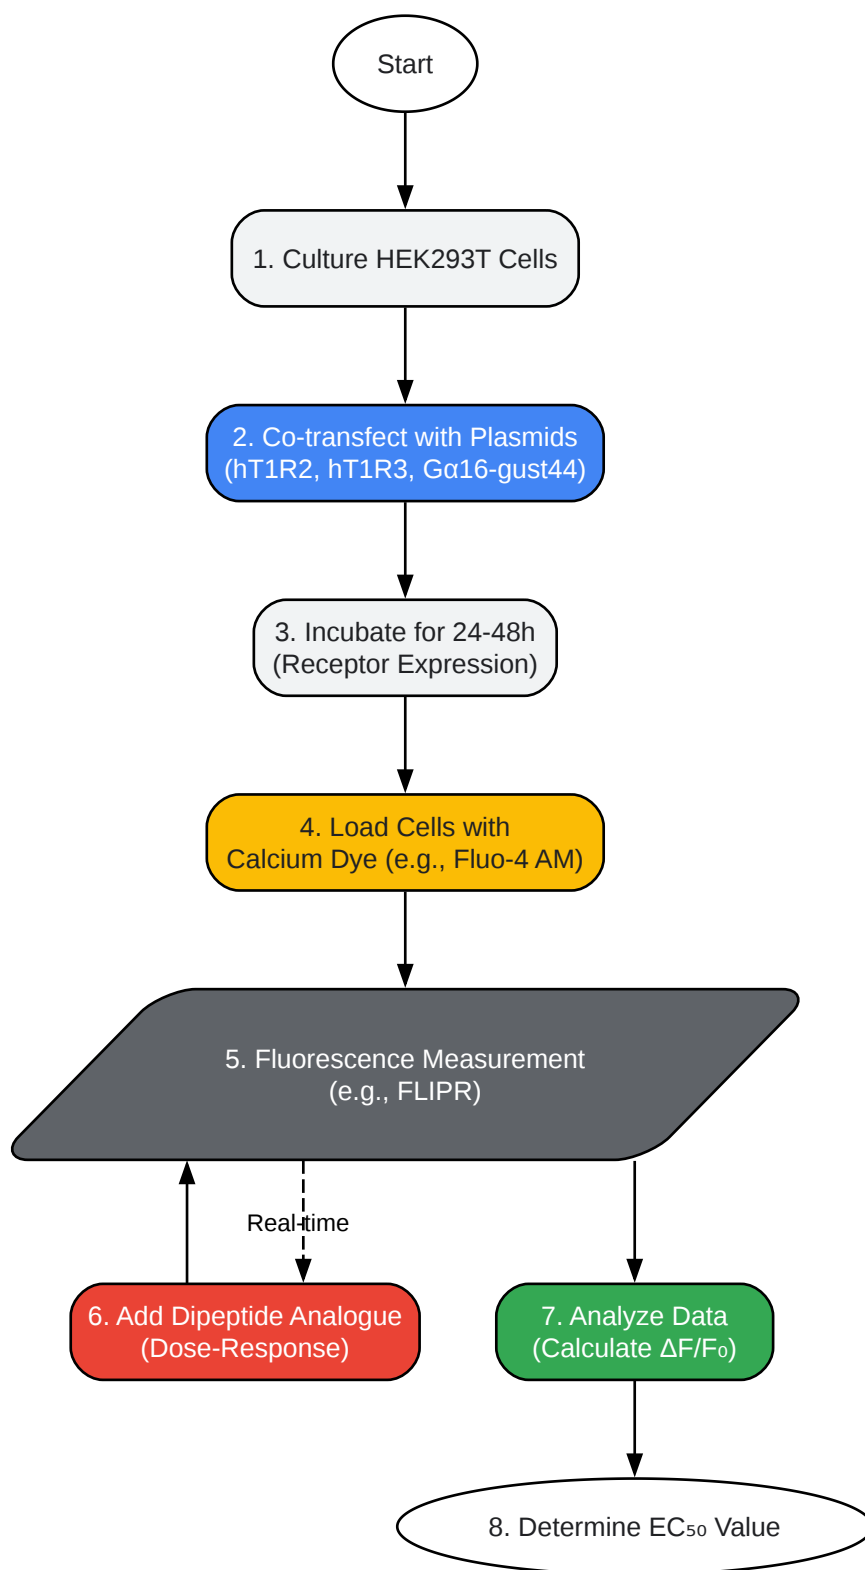 Start
1. Culture HEK293T Cells
2. Co-transfect with Plasmids
(hT1R2, hT1R3, Gα16-gust44)
3. Incubate for 24-48h
(Receptor Expression)
4. Load Cells with
Calcium Dye (e.g., Fluo-4 AM)
5. Fluorescence Measurement
(e.g., FLIPR)
Real-time
6. Add Dipeptide Analogue
(Dose-Response)
7. Analyze Data
(Calculate ΔF/F₀)
8. Determine EC₅₀ Value